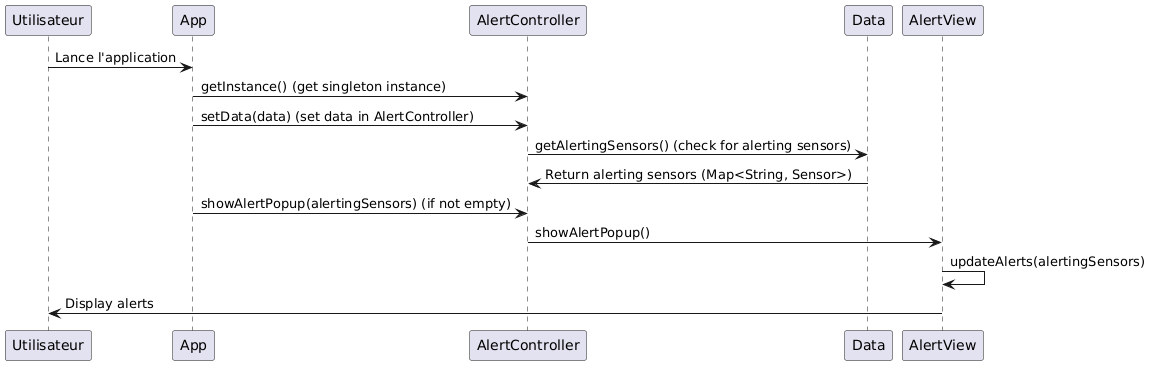 Utilisateur App AlertController Data AlertView
Lance l'application
getInstance() (get singleton instance)
setData(data) (set data in AlertController)
getAlertingSensors() (check for alerting sensors)
Return alerting sensors (Map<String, Sensor>)
showAlertPopup(alertingSensors) (if not empty)
showAlertPopup()
updateAlerts(alertingSensors)
Display alerts
Utilisateur App AlertController Data AlertView